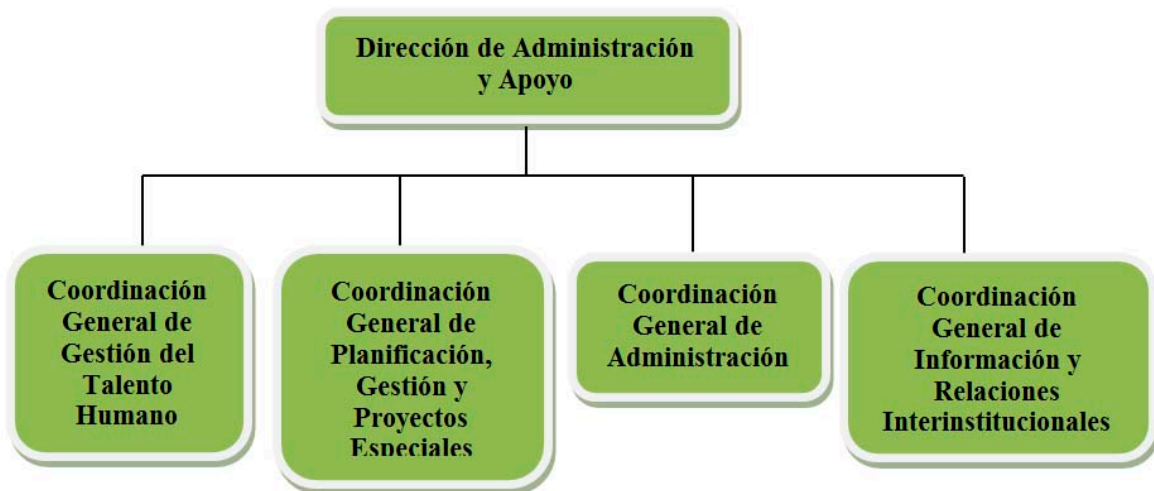 Dirección de Administración
y Apoyo
Coordinación
General de
Gestión del
Talento
Humano
Coordinación
General de
Planificación,
Gestión y
Proyectos
Especiales
Coordinación
General de
Administración
Coordinación
General de
Información y
Relaciones
Interinstitucionales